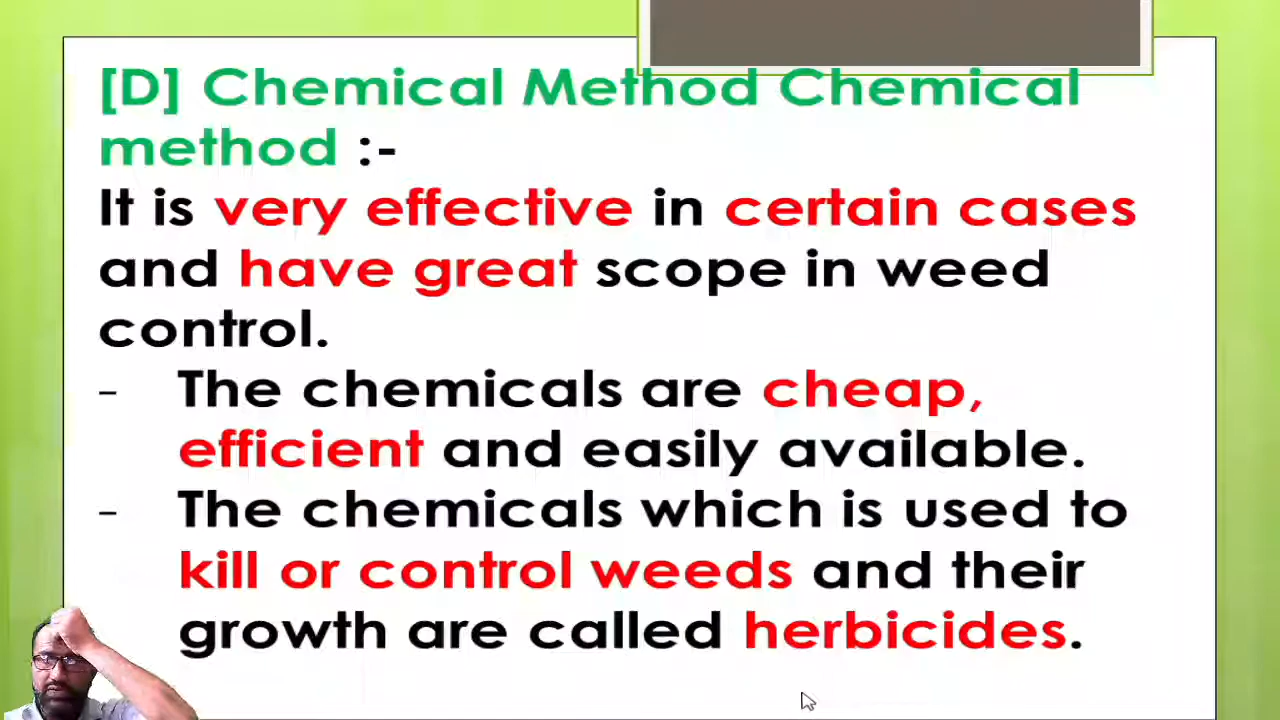 [D] Chemical Method Chemical
method :-
It is very effective in certain cases
and have great scope in weed
control.
- The chemicals are cheap,
efficient and easily available.
- The chemicals which is used to
kill or control weeds and their
growth are called herbicides.